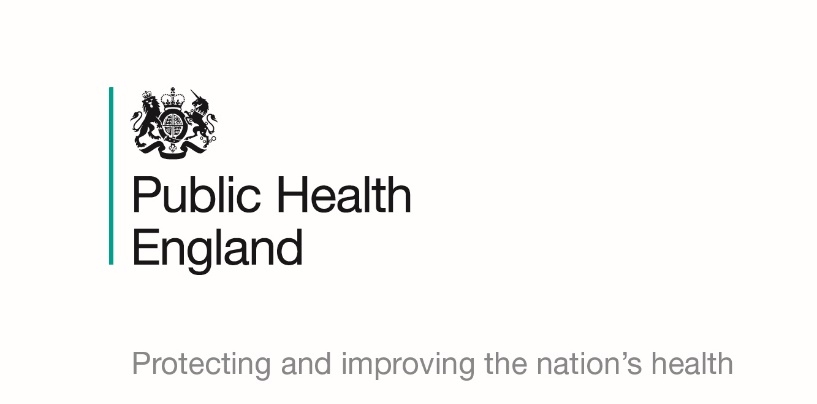 Public Health
England
Protecting and improving the nation’s health